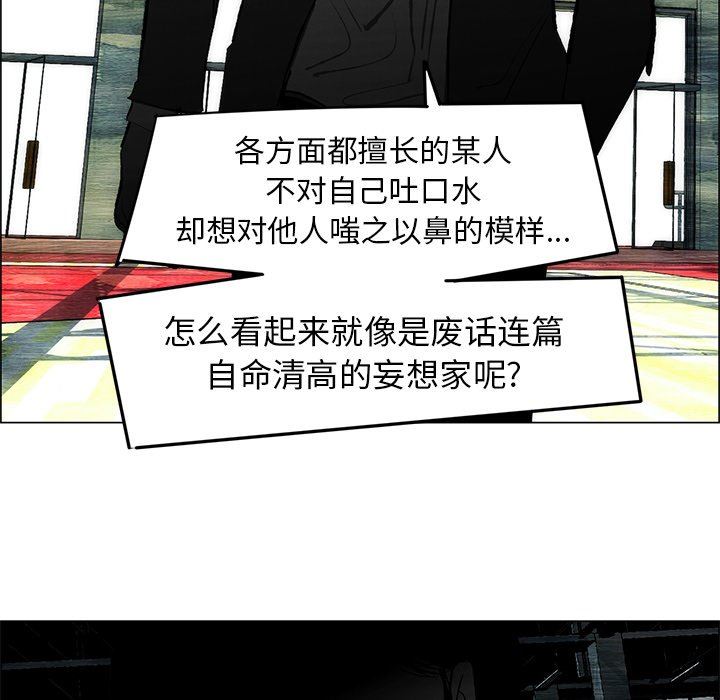 各方面都擅长的某人
不对自己吐口水
却想对他人嗤之以鼻的模样...
怎么看起来就像是废话连篇
自命清高的妄想家呢?